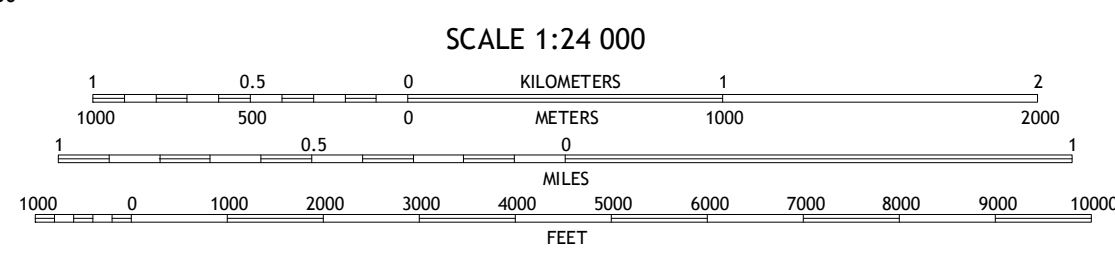 SCALE 1:24 000
1 0.5 0 KILOMETERS 1 2
1000 500 0 METERS 1000 2000
1 0.5 0 1
MILES
1000 0 1000 2000 3000 4000 5000 6000 7000 8000 9000 10000
FEET